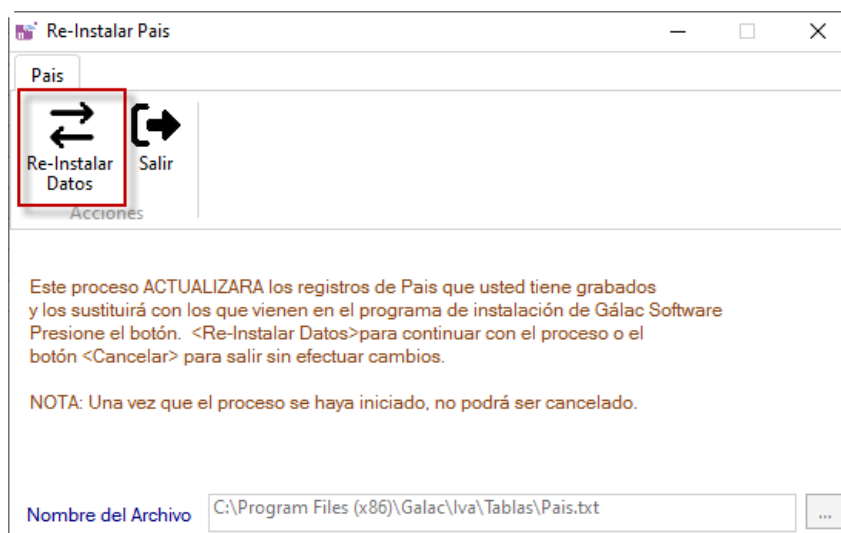 Re-Instalar Pais
Pais
Re-Instalar
Datos
Salir
Acciones
Este proceso ACTUALIZARA los registros de Pais que usted tiene grabados
y los sustituirá con los que vienen en el programa de instalación de Gálac Software
Presione el botón.  <Re-Instalar Datos>para continuar con el proceso o el
botón <Cancelar> para salir sin efectuar cambios.
NOTA: Una vez que el proceso se haya iniciado, no podrá ser cancelado.
Nombre del Archivo C:\Program Files (x86)\Galac\Iva\Tablas\Pais.txt ...